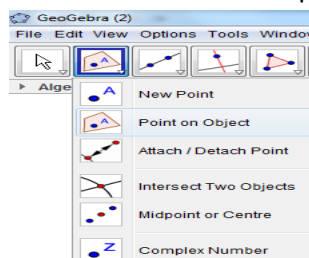 GeoGebra (2)
File Edit View Options Tools
A
Alge
A New Point
Point on Object
Attach / Detach Point
Intersect Two Objects
Midpoint or Centre
Z Complex Number